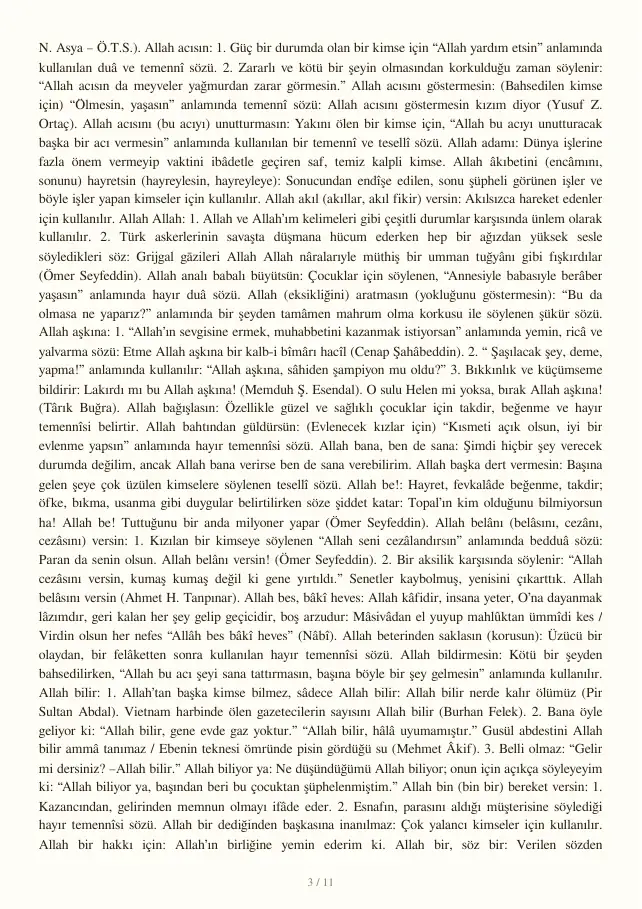 N. Asya – Ö.T.S.). Allah acısın: 1. Güç bir durumda olan bir kimse için “Allah yardım etsin” anlamında
kullanılan duâ ve temennî sözü. 2. Zararlı ve kötü bir şeyin olmasından korkulduğu zaman söylenir:
“Allah acısın da meyveler yağmurdan zarar görmesin.” Allah acısını göstermesin: (Bahsedilen kimse
için) “Ölmesin, yaşasın” anlamında temennî sözü: Allah acısını göstermesin kızım diyor (Yusuf Z.
Ortaç). Allah acısını (bu acıyı) unutturmasın: Yakını ölen bir kimse için, “Allah bu acıyı unutturacak
başka bir acı vermesin” anlamında kullanılan bir temennî ve tesellî sözü. Allah adamı: Dünya işlerine
fazla önem vermeyip vaktini ibâdetle geçiren saf, temiz kalpli kimse. Allah âkıbetini (encâmını,
sonunu) hayretsin (hayreylesin, hayreyleye): Sonucundan endîşe edilen, sonu şüpheli görünen işler ve
böyle işler yapan kimseler için kullanılır. Allah akıl (akıllar, akıl fikir) versin: Akılsızca hareket edenler
için kullanılır. Allah Allah: 1. Allah ve Allah’ım kelimeleri gibi çeşitli durumlar karşısında ünlem olarak
kullanılır. 2. Türk askerlerinin savaşta düşmana hücum ederken hep bir ağızdan yüksek sesle
söyledikleri söz: Grijgal gāzileri Allah Allah nâralarıyle müthiş bir umman tuğyânı gibi fışkırdılar
(Ömer Seyfeddin). Allah analı babalı büyütsün: Çocuklar için söylenen, “Annesiyle babasıyle berâber
yaşasın” anlamında hayır duâ sözü. Allah (eksikliğini) aratmasın (yokluğunu göstermesin): “Bu da
olmasa ne yaparız?” anlamında bir şeyden tamâmen mahrum olma korkusu ile söylenen şükür sözü.
Allah aşkına: 1. “Allah’ın sevgisine ermek, muhabbetini kazanmak istiyorsan” anlamında yemin, ricâ ve
yalvarma sözü: Etme Allah aşkına bir kalb-i bîmârı hacîl (Cenap Şahâbeddin). 2. “ Şaşılacak şey, deme,
yapma!” anlamında kullanılır: “Allah aşkına, sâhiden şampiyon mu oldu?” 3. Bıkkınlık ve küçümseme
bildirir: Lakırdı mı bu Allah aşkına! (Memduh Ş. Esendal). O sulu Helen mi yoksa, bırak Allah aşkına!
(Târık Buğra). Allah bağışlasın: Özellikle güzel ve sağlıklı çocuklar için takdir, beğenme ve hayır
temennîsi belirtir. Allah bahtından güldürsün: (Evlenecek kızlar için) “Kısmeti açık olsun, iyi bir
evlenme yapsın” anlamında hayır temennîsi sözü. Allah bana, ben de sana: Şimdi hiçbir şey verecek
durumda değilim, ancak Allah bana verirse ben de sana verebilirim. Allah başka dert vermesin: Başına
gelen şeye çok üzülen kimselere söylenen tesellî sözü. Allah be!: Hayret, fevkalâde beğenme, takdir;
öfke, bıkma, usanma gibi duygular belirtilirken söze şiddet katar: Topal’ın kim olduğunu bilmiyorsun
ha! Allah be! Tuttuğunu bir anda milyoner yapar (Ömer Seyfeddin). Allah belânı (belâsını, cezânı,
cezâsını) versin: 1. Kızılan bir kimseye söylenen “Allah seni cezâlandırsın” anlamında bedduâ sözü:
Paran da senin olsun. Allah belânı versin! (Ömer Seyfeddin). 2. Bir aksilik karşısında söylenir: “Allah
cezâsını versin, kumaş kumaş değil ki gene yırtıldı.” Senetler kaybolmuş, yenisini çıkarttık. Allah
belâsını versin (Ahmet H. Tanpınar). Allah bes, bâkî heves: Allah kâfidir, insana yeter, O’na dayanmak
lâzımdır, geri kalan her şey gelip geçicidir, boş arzudur: Mâsivâdan el yuyup mahlûktan ümmîdi kes /
Virdin olsun her nefes “Allâh bes bâkî heves” (Nâbî). Allah beterinden saklasın (korusun): Üzücü bir
olaydan, bir felâketten sonra kullanılan hayır temennîsi sözü. Allah bildirmesin: Kötü bir şeyden
bahsedilirken, “Allah bu acı şeyi sana tattırmasın, başına böyle bir şey gelmesin” anlamında kullanılır.
Allah bilir: 1. Allah’tan başka kimse bilmez, sâdece Allah bilir: Allah bilir nerde kalır ölümüz (Pir
Sultan Abdal). Vietnam harbinde ölen gazetecilerin sayısını Allah bilir (Burhan Felek). 2. Bana öyle
geliyor ki: “Allah bilir, gene evde gaz yoktur.” “Allah bilir, hâlâ uyumamıştır.” Gusül abdestini Allah
bilir ammâ tanımaz / Ebenin teknesi ömründe pisin gördüğü su (Mehmet Âkif). 3. Belli olmaz: “Gelir
mi dersiniz? –Allah bilir.” Allah biliyor ya: Ne düşündüğümü Allah biliyor; onun için açıkça söyleyeyim
ki: “Allah biliyor ya, başından beri bu çocuktan şüphelenmiştim.” Allah bin (bin bir) bereket versin: 1.
Kazancından, gelirinden memnun olmayı ifâde eder. 2. Esnafın, parasını aldığı müşterisine söylediği
hayır temennîsi sözü. Allah bir dediğinden başkasına inanılmaz: Çok yalancı kimseler için kullanılır.
Allah bir hakkı için: Allah’ın birliğine yemin ederim ki. Allah bir, söz bir: Verilen sözden
3 / 11